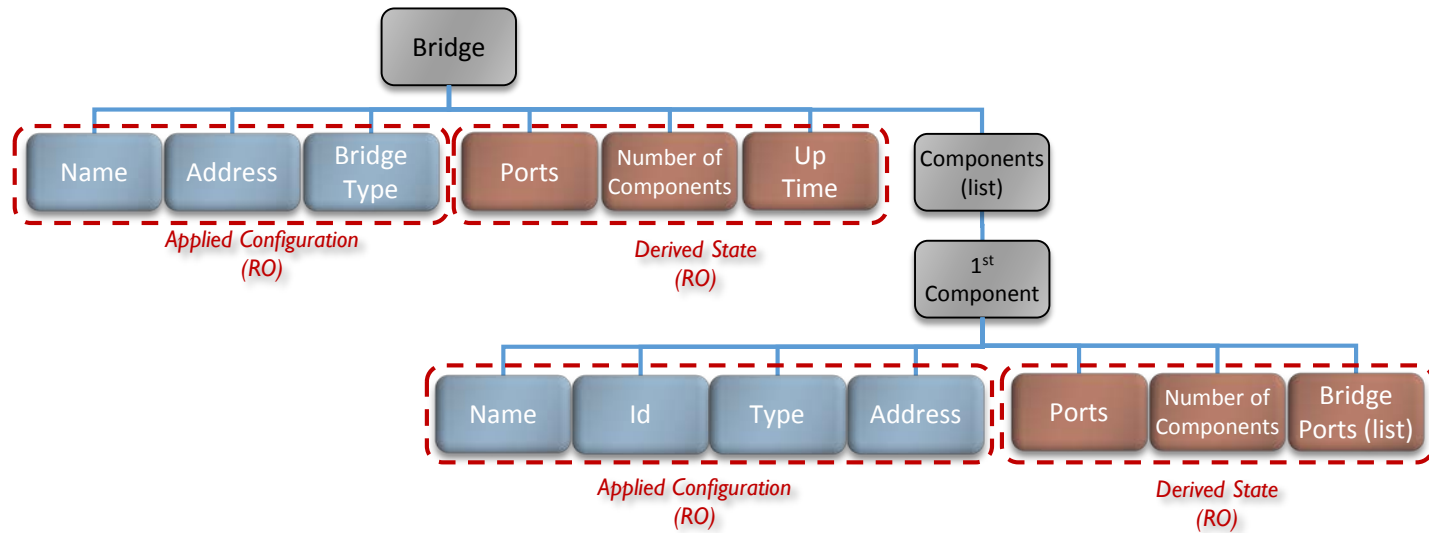 Bridge
Name
Address
Bridge
Type
Ports
Number of
Components
Up
Time
Components
(list)
Applied Configuration
(RO)
Derived State
(RO)
1st
Component
Name
Id
Type
Address
Ports
Number of
Components
Bridge
Ports (list)
Applied Configuration
(RO)
Derived State
(RO)